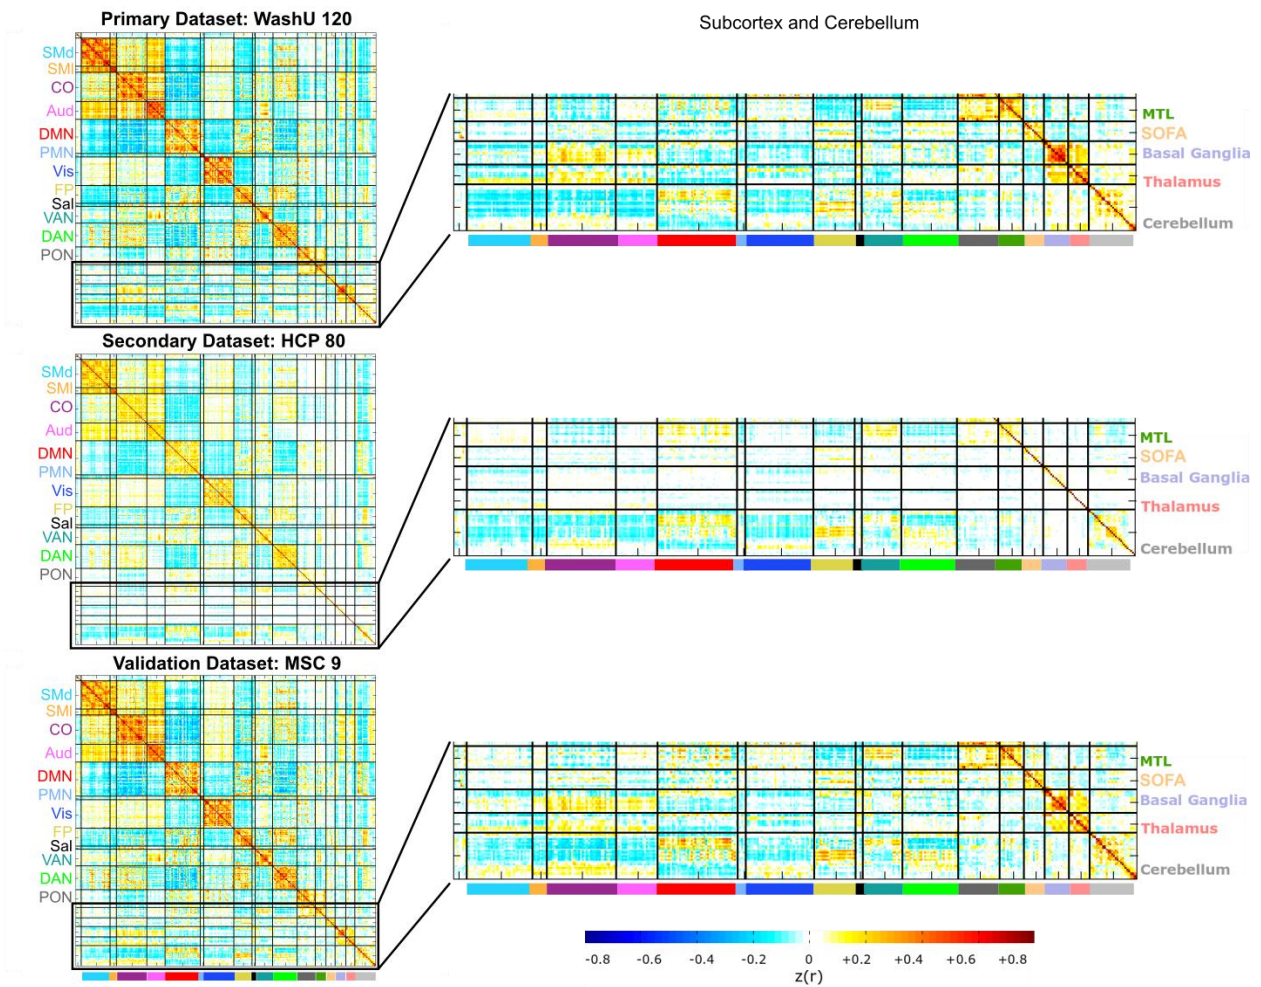 Primary Dataset: WashU 120
Subcortex and Cerebellum
SMd
SMl
CO
Aud
DMN
PMN
Vis
FP
Sal
VAN
DAN
PON
MTL
SOFA
Basal Ganglia
Thalamus
Cerebellum
Secondary Dataset: HCP 80
SMd
SMl
CO
Aud
DMN
PMN
Vis
FP
Sal
VAN
DAN
PON
MTL
SOFA
Basal Ganglia
Thalamus
Cerebellum
Validation Dataset: MSC 9
SMd
SMl
CO
Aud
DMN
PMN
Vis
FP
Sal
VAN
DAN
PON
MTL
SOFA
Basal Ganglia
Thalamus
Cerebellum
-0.8 -0.6 -0.4 -0.2 0 +0.2 +0.4 +0.6 +0.8
z(r)